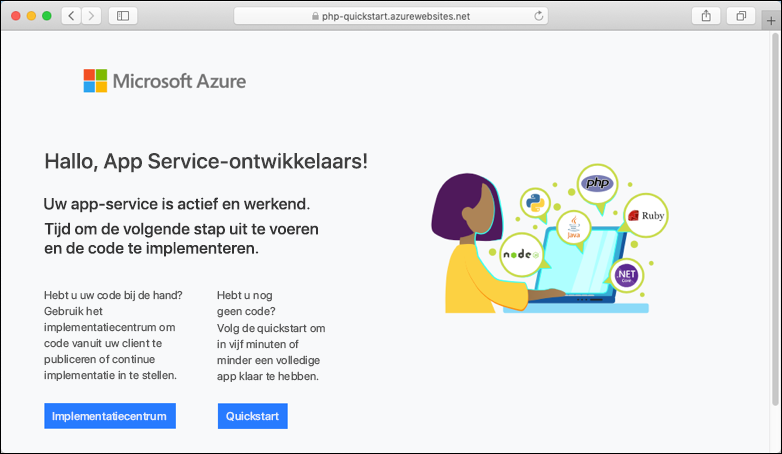 php-quickstart.azurewebsites.net
Microsoft Azure
Hallo, App Service-ontwikkelaars!
Uw app-service is actief en werkend.
Tijd om de volgende stap uit te voeren
en de code te implementeren.
Hebt u uw code bij de hand?
Gebruik het
implementatiecentrum om
code vanuit uw client te
publiceren of continue
implementatie in te stellen.
Implementatiecentrum
Hebt u nog
geen code?
Volg de quickstart om
in vijf minuten of
minder een volledige
app klaar te hebben.
Quickstart
php
Ruby
Java
node
.NET
Core